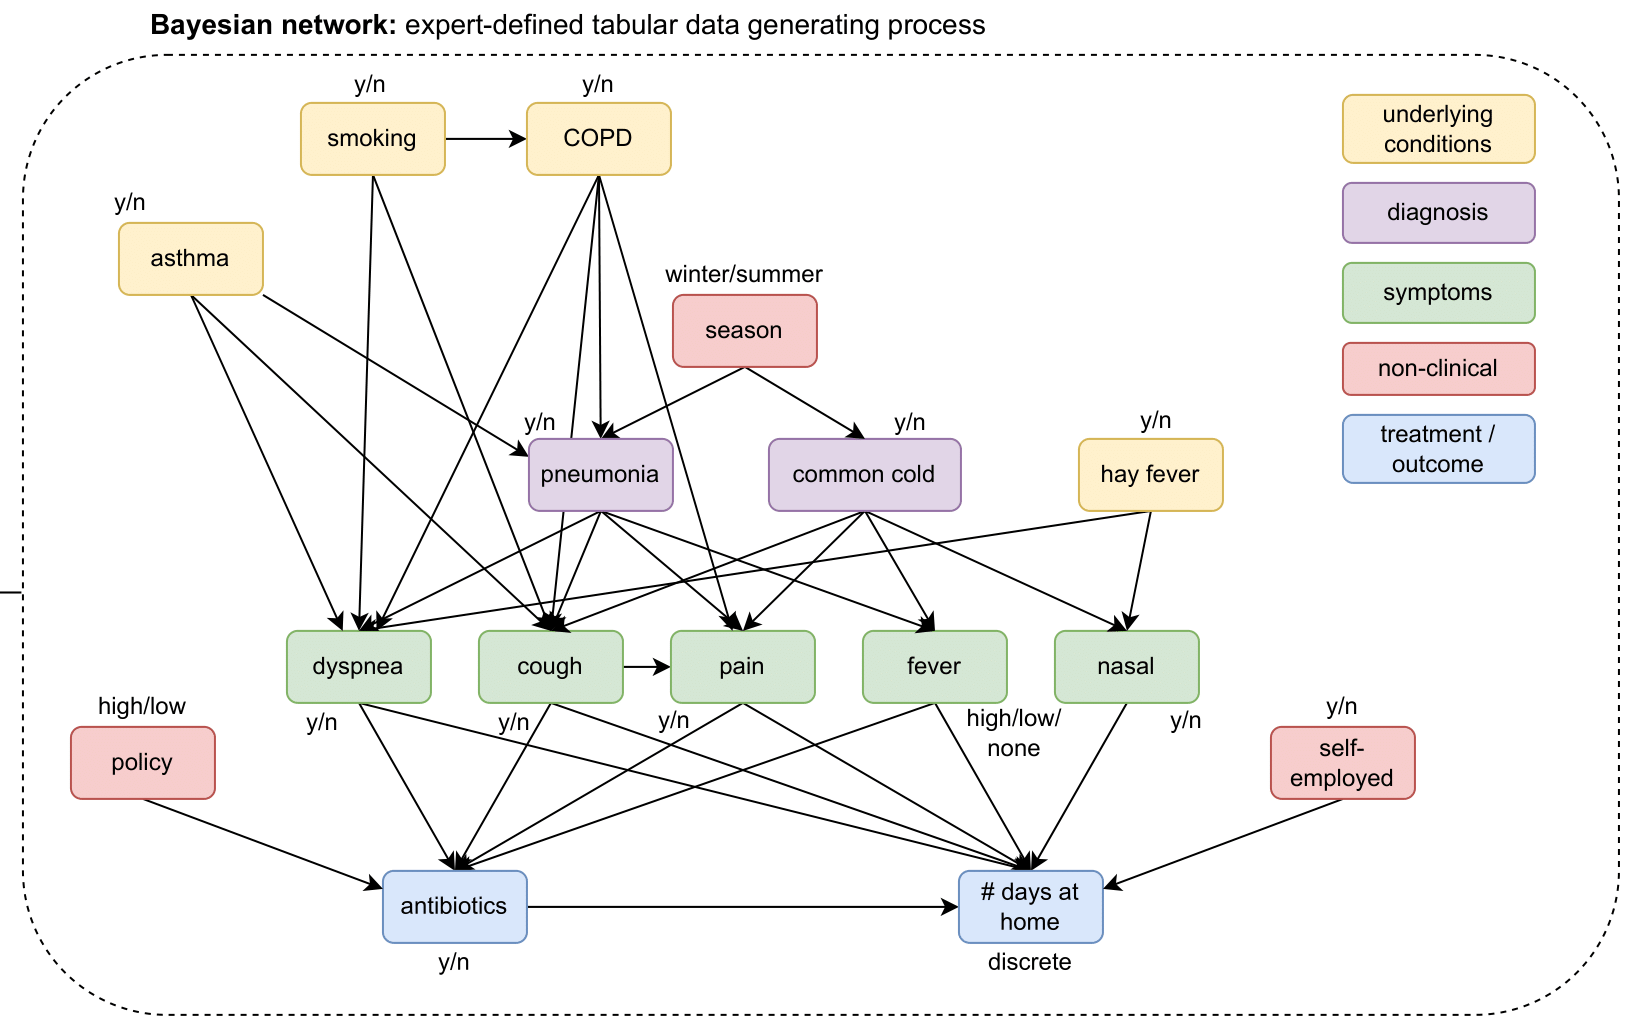 Bayesian network: expert-defined tabular data generating process
y/n
y/n
smoking
COPD
underlying
conditions
y/n
asthma
diagnosis
winter/summer
season
symptoms
non-clinical
y/n
y/n
y/n
pneumonia
common cold
hay fever
treatment /
outcome
dyspnea
cough
pain
fever
nasal
high/low
y/n
y/n
y/n
high/low/
none
y/n
y/n
policy
self-
employed
antibiotics
# days at
home
y/n
discrete